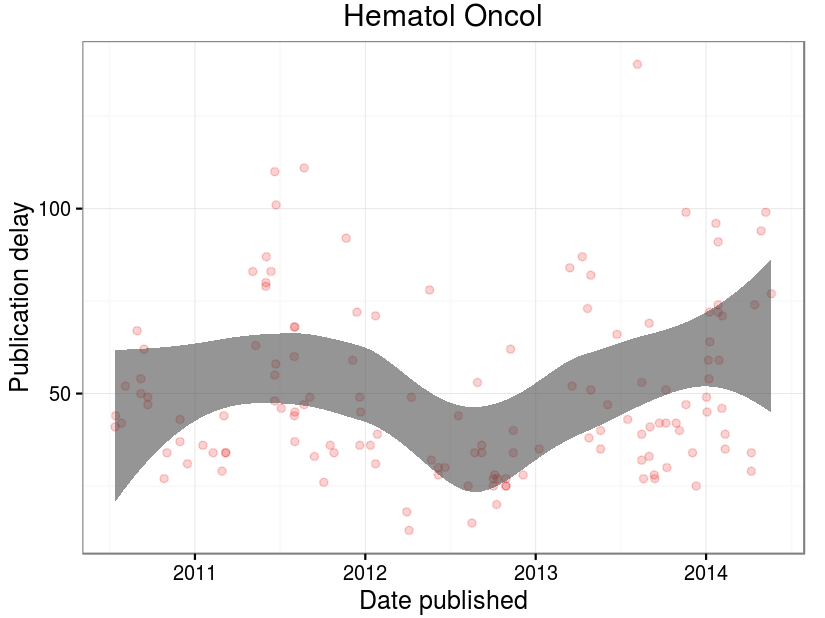 Hematol Oncol
Publication delay
100
50
2011 2012 2013 2014
Date published